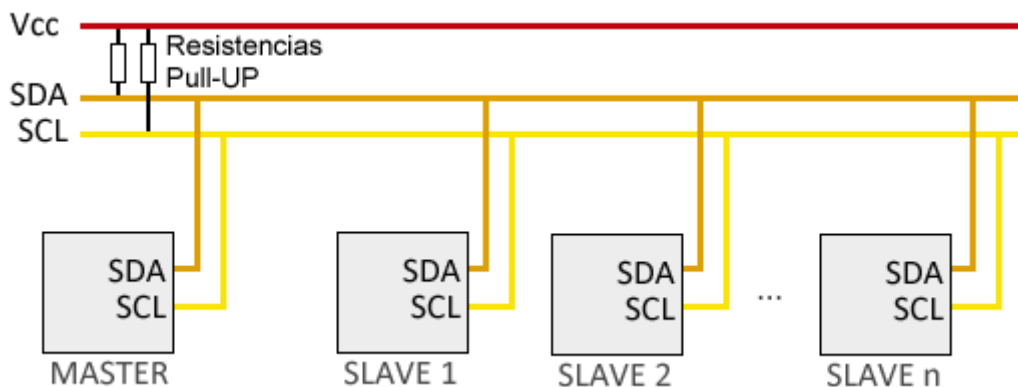 Vcc
Resistencias
Pull-UP
SDA
SCL
SDA
SCL
MASTER
SDA
SCL
SLAVE 1
SDA
SCL
SLAVE 2
...
SDA
SCL
SLAVE n